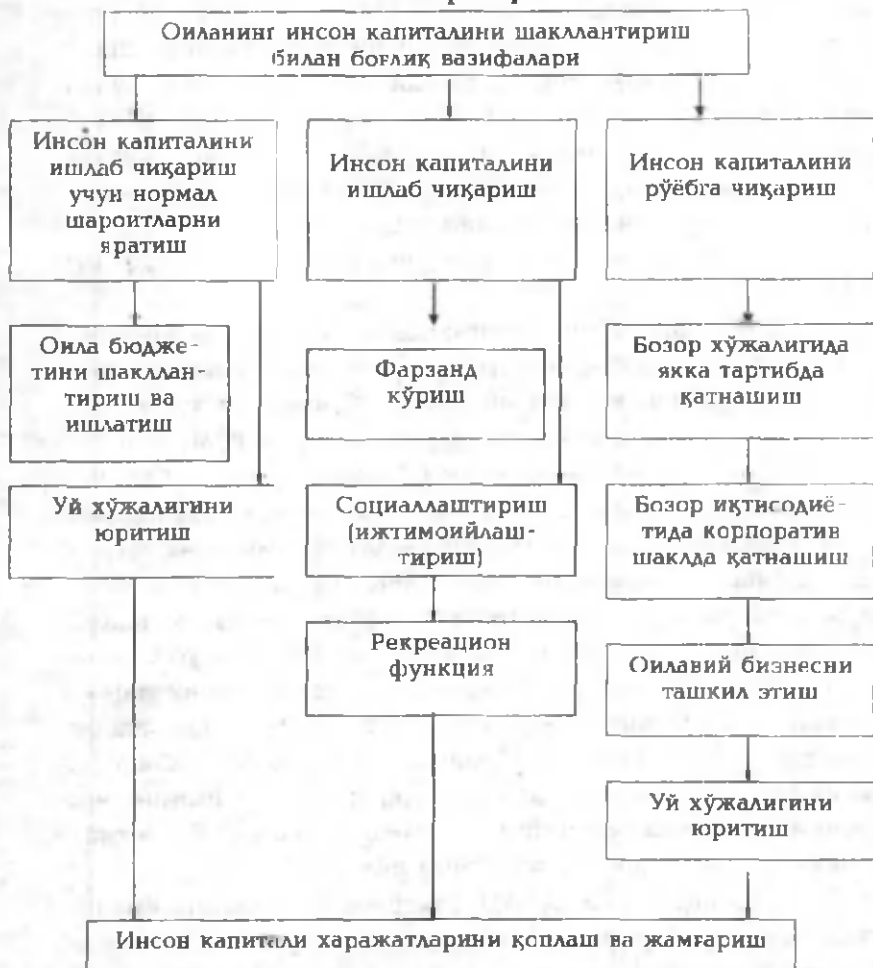 Оиланинг инсон капиталини шакллантириш
билан боғлиқ вазифалари
Инсон капиталини
ишлаб чиқариш
учун нормал
шароитларни
яратиш
Инсон капиталини
ишлаб чиқариш
Инсон капиталини
рўёбга чиқариш
Оила бюдже-
тини шакллан-
тириш ва
ишлатиш
Фарзанд
кўриш
Бозор хўжалигида
якка тартибда
қатнашиш
Уй хўжалигини
юритиш
Социаллаштириш
(ижтимоийлаш-
тириш)
Бозор иқтисодиё-
тида корпоратив
шаклда қатнашиш
Рекреацион
функция
Оилавий бизнесни
ташкил этиш
Уй хўжалигини
юритиш
Инсон капитали харажатларини қоплаш ва жамғариш